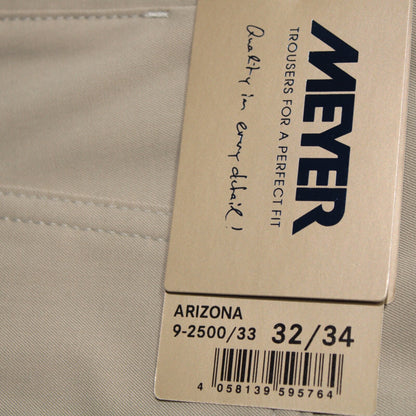 MEYER
TROUSERS FOR A PERFECT FIT
Quality in every detail!
ARIZONA
9-2500/33 32/34
4 058139 595764